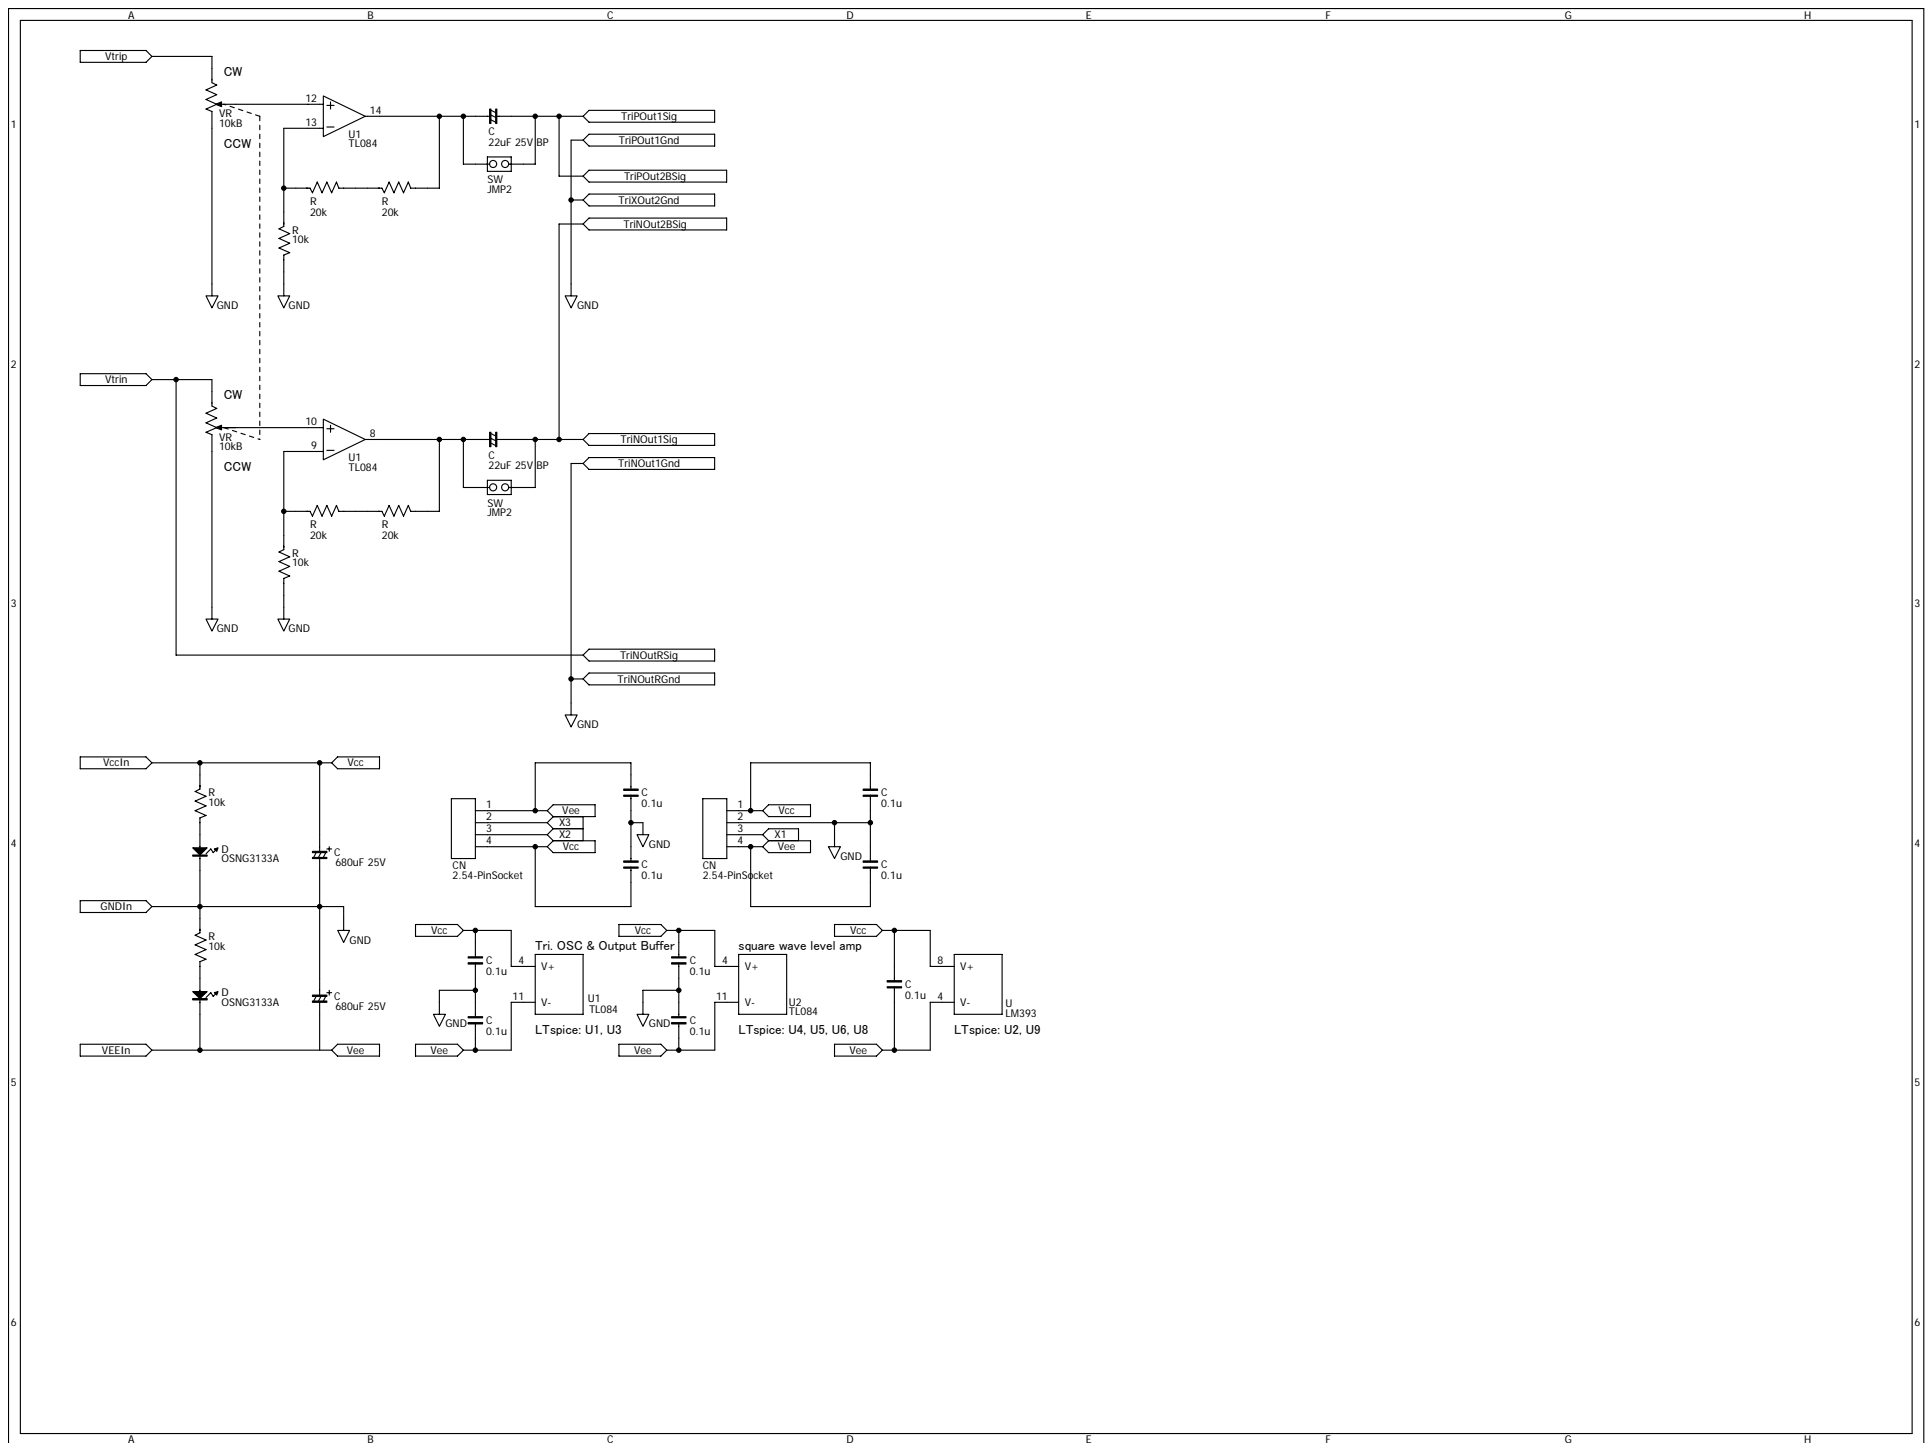 A B C D E F G H
1 1
2 2
3 3
4 4
5 5
6 6
Vtrip
CW
VR
10kB
CCW
12
13
14
U1
TL084
C
22uF 25V BP
SW
JMP2
R
20k
R
20k
R
10k
GND
GND
TriPOut1Sig
TriPOut1Gnd
TriPOut2BSig
TriXOut2Gnd
TriNOut2BSig
GND
Vtrin
CW
VR
10kB
CCW
10
9
8
U1
TL084
C
22uF 25V BP
SW
JMP2
R
20k
R
20k
R
10k
GND
GND
TriNOut1Sig
TriNOut1Gnd
TriNOutRSig
TriNOutRGnd
GND
VccIn
Vcc
R
10k
D
OSNG3133A
C
680uF 25V
+
GNDIn
GND
R
10k
D
OSNG3133A
C
680uF 25V
+
VEEIn
Vee
1
2
3
4
Vee
X3
X2
Vcc
CN
2.54-PinSocket
C
0.1u
GND
C
0.1u
1
2
3
4
Vcc
X1
Vee
CN
2.54-PinSocket
GND
C
0.1u
C
0.1u
Vcc
Tri. OSC & Output Buffer
C
0.1u
4
V+
11
V-
U1
TL084
GND
C
0.1u
LTspice: U1, U3
Vee
Vcc
square wave level amp
C
0.1u
4
V+
11
V-
U2
TL084
GND
C
0.1u
LTspice: U4, U5, U6, U8
Vee
Vcc
C
0.1u
8
V+
4
V-
U
LM393
LTspice: U2, U9
Vee
A B C D E F G H